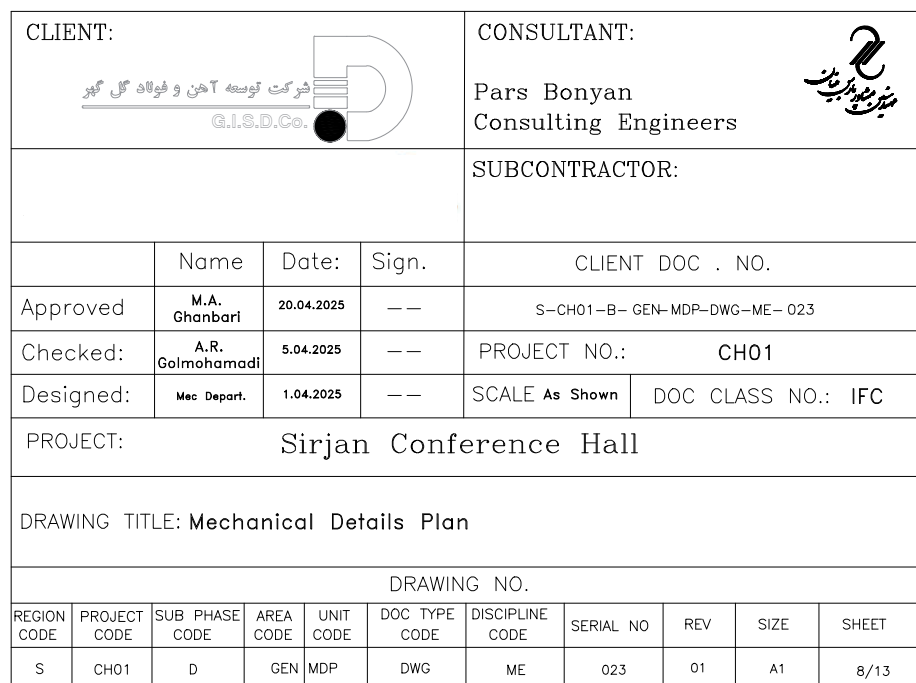 CLIENT:
شرکت توسعه آهن و فولاد گل گهر
G.I.S.D.Co.
CONSULTANT:
Pars Bonyan
Consulting Engineers
مهندسین مشاور پارس بنیان
SUBCONTRACTOR:
Name Date: Sign.
CLIENT DOC . NO.
Approved M.A. Ghanbari 20.04.2025 --
S-CH01-B- GEN-MDP-DWG-ME- 023
Checked: A.R. Golmohamadi 5.04.2025 --
PROJECT NO.: CH01
Designed: Mec Depart. 1.04.2025 --
SCALE As Shown DOC CLASS NO.: IFC
PROJECT: Sirjan Conference Hall
DRAWING TITLE: Mechanical Details Plan
DRAWING NO.
REGION CODE PROJECT CODE SUB PHASE CODE AREA CODE UNIT CODE DOC TYPE CODE DISCIPLINE CODE SERIAL NO REV SIZE SHEET
S CH01 D GEN MDP DWG ME 023 01 A1 8/13